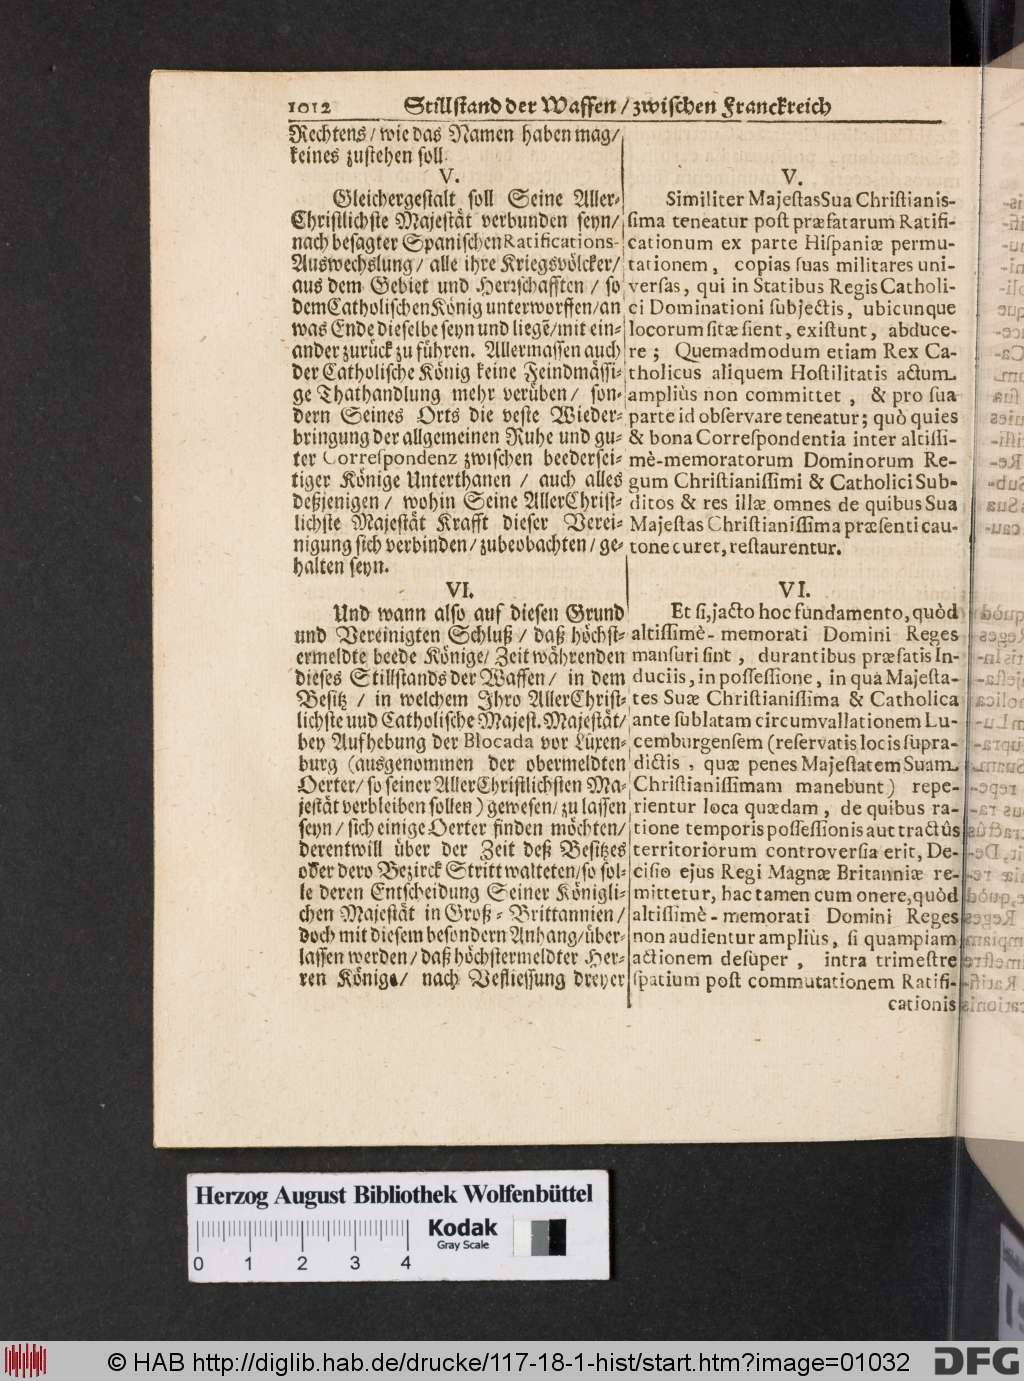 1012 Stillstand der Waffen / zwischen Franckreich
Rechtens / wie das Namen haben mag /
keines zustehen soll.
V.
Gleichergestalt soll Seine Aller-
Christlichste Majestät verbunden seyn /
nach besagter Spanischen Ratifications-
Auswechslung / alle ihre Kriegsvölcker /
aus dem Gebiet und Herrschafften / so
dem Catholischen König unterworffen / an
was Ende dieselbe seyn und liegẽ / mit ein-
ander zurück zu führen. Allermassen auch
der Catholische König keine Feindmässi-
ge Thathandlung mehr verüben / son-
dern Seines Orts die veste Wieder-
bringung der allgemeinen Ruhe und gu-
ter Correspondenz zwischen beedersei-
tiger Könige Unterthanen / auch alles
deßjenigen / wohin Seine AllerChrist-
lichste Majestät Krafft dieser Verei-
nigung sich verbinden / zubeobachten / ge-
halten seyn.
VI.
Und wann also auf diesen Grund
und Vereinigten Schluß / daß höchst-
ermeldte beede Könige / Zeit währenden
dieses Stillstands der Waffen / in dem
Besitz / in welchem Ihro AllerChrist-
lichste uud Catholische Majest. Majestät /
bey Aufhebung der Blocada vor Lüxen-
burg (ausgenommen der obermeldten
Oerter / so seiner AllerChristlichsten Ma-
jestät verbleiben sollen) gewesen / zu lassen
seyn / sich einige Oerter finden möchten /
derentwill über der Zeit deß Besitzes
oder dero Bezirck Stritt walteten / so sol-
le deren Entscheidung Seiner Königli-
chen Majestät in Groß-Brittannien /
doch mit diesem besondern Anhang / über-
lassen werden / daß höchstermeldter Her-
ren Könige / nach Vefliessung dreyer
V.
Similiter Majestas Sua Christianis-
sima teneatur post præfatarum Ratifi-
cationum ex parte Hispaniæ permu-
tationem, copias suas militares uni-
versas, qui in Statibus Regis Catholi-
ci Dominationi subjectis, ubicunque
locorum sitæ sient, existunt, abduce-
re; Quemadmodum etiam Rex Ca-
tholicus aliquem Hostilitatis actum
ampliùs non committet, & pro sua
parte id observare teneatur; quò quies
& bona Correspondentia inter altissi-
mè-memoratorum Dominorum Re-
gum Christianissimi & Catholici Sub-
ditos & res illæ omnes de quibus Sua
Majestas Christianissima præsenti cau-
tone curet, restaurentur.
VI.
Et si, jacto hoc fundamento, quòd
altissimè-memorati Domini Reges
mansuri sint, durantibus præfatis In-
duciis, in possessione, in quâ Majesta-
tes Suæ Christianissima & Catholica
ante sublatam circumvallationem Lu-
cemburgensem (reservatis locis supra-
dictis, quæ penes Majestatem Suam
Christianissimam manebunt) repe-
rientur loca quædam, de quibus ra-
tione temporis possessionis aut tractûs
territoriorum controversia erit, De-
cisio ejus Regi Magnæ Britanniæ re-
mittetur, hac tamen cum onere, quòd
altissimè-memorati Domini Reges
non audientur ampliùs, si quampiam
actionem desuper, intra trimestre
spatium post commutationem Ratifi-
cationis
Herzog August Bibliothek Wolfenbüttel
Kodak
Gray Scale
0 1 2 3 4
© HAB http://diglib.hab.de/drucke/117-18-1-hist/start.htm?image=01032
DFG